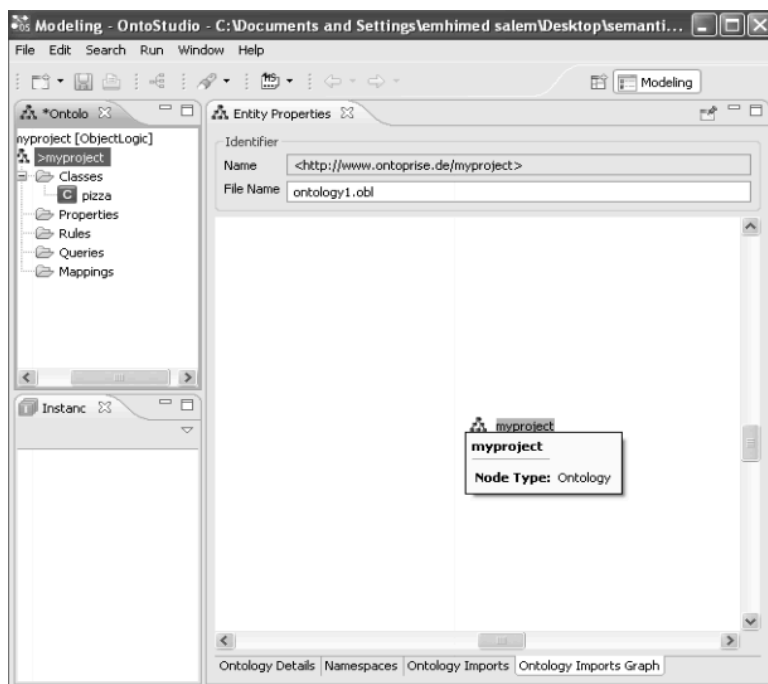 Modeling - OntoStudio - C:\Documents and Settings\emhimed salem\Desktop\semanti...
File Edit Search Run Window Help
Modeling
*Ontolo
Entity Properties
myproject [ObjectLogic]
>myproject
Classes
C pizza
Properties
Rules
Queries
Mappings
Identifier
Name <http://www.ontoprise.de/myproject>
File Name ontology1.obl
Instanc
myproject
myproject
Node Type: Ontology
Ontology Details Namespaces Ontology Imports Ontology Imports Graph